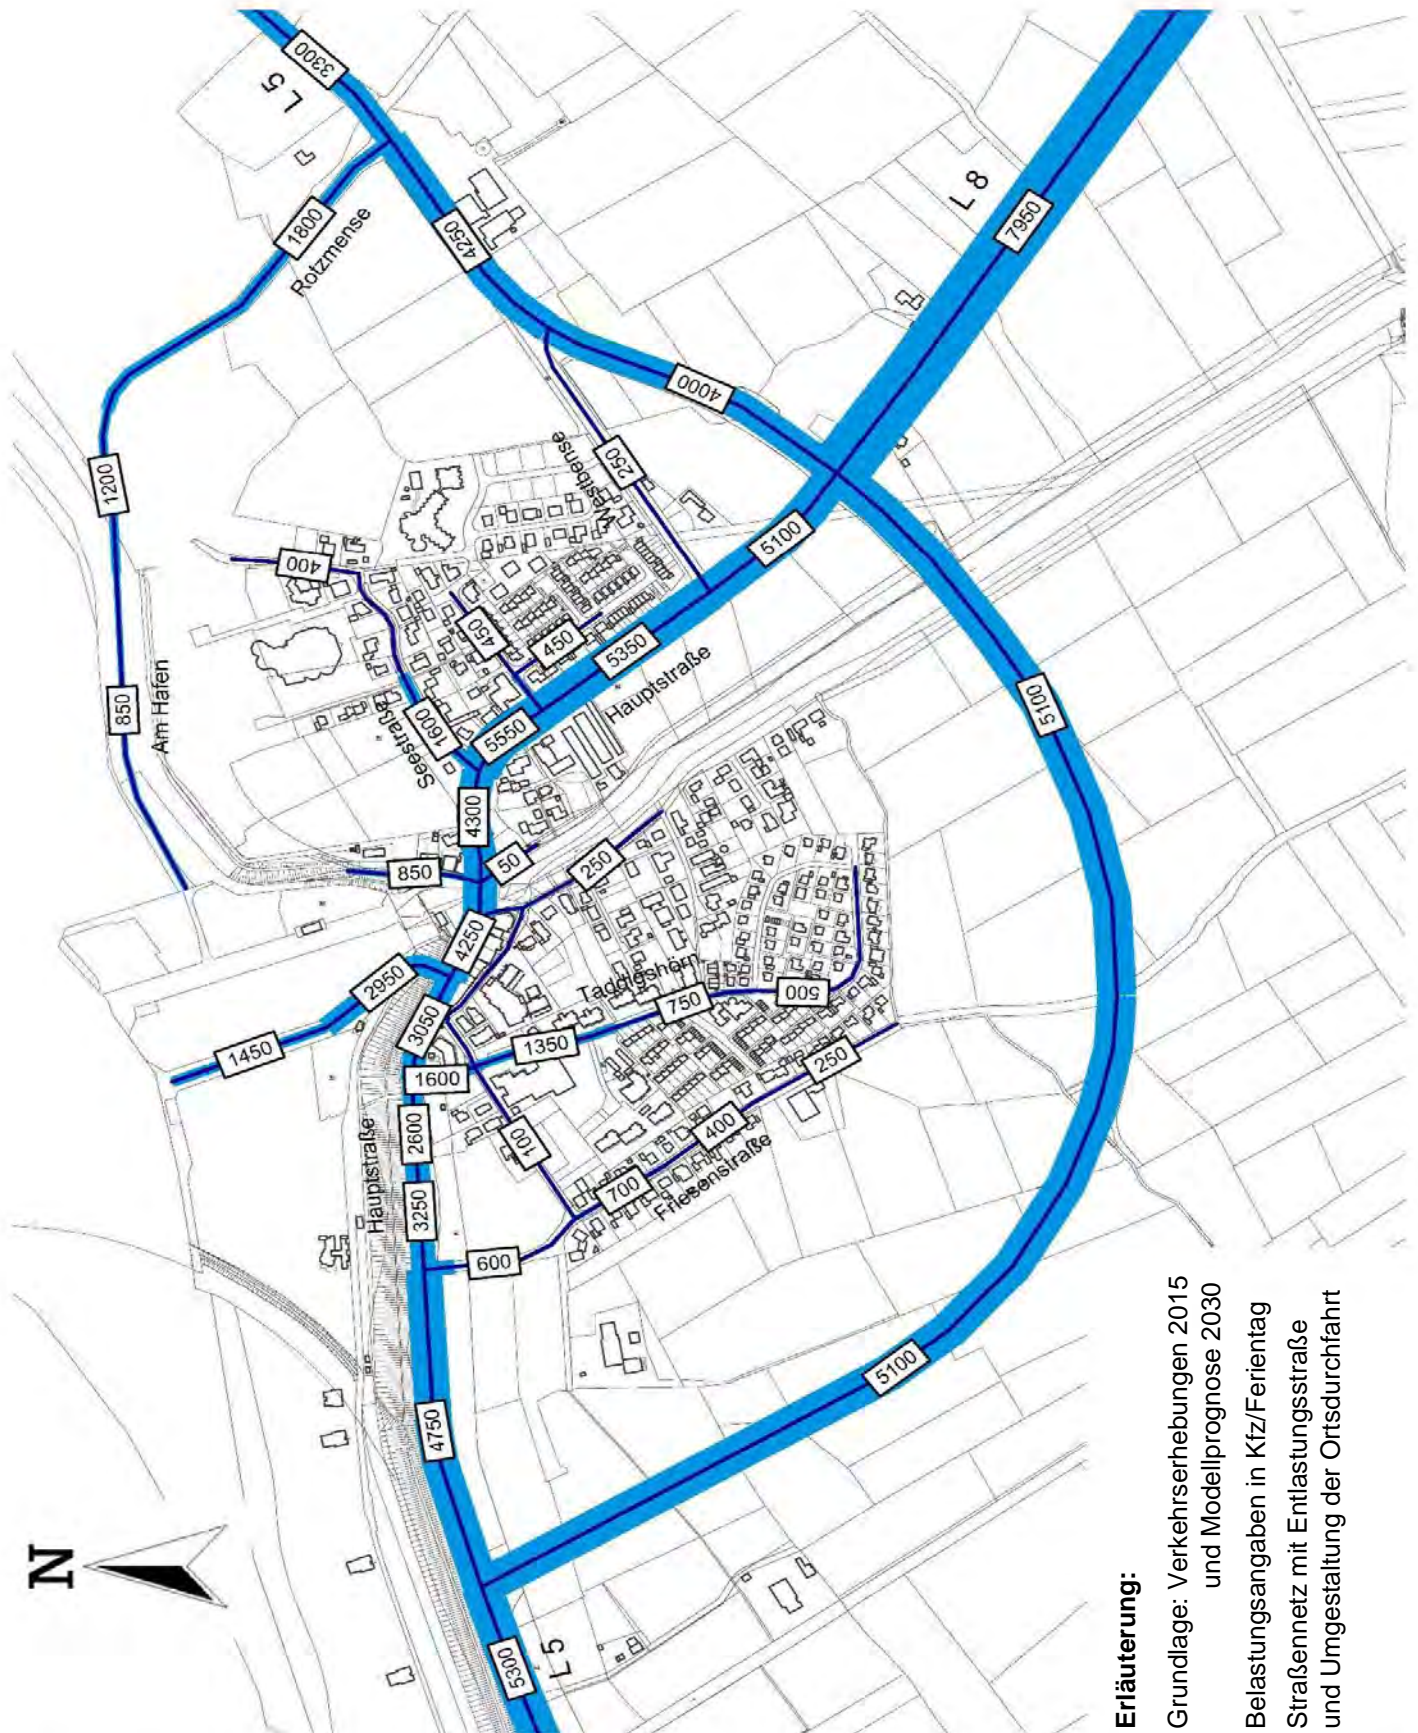 3300
L 5
1800
Rotzmense
4250
L 8
7950
4000
1200
250
Westbense
400
5100
450
450
5350
Hauptstraße
850
Am Hafen
1600
Seestraße
5550
5100
4300
850
50
250
4250
2950
Taddigshörn
750
500
3050
1450
1350
1600
250
2600
100
400
Hauptstraße
3250
700
Friesenstraße
600
4750
5100
N
5300
L 5
Erläuterung:
Grundlage: Verkehrserhebungen 2015
und Modellprognose 2030
Belastungsangaben in Kfz/Ferientag
Straßennetz mit Entlastungsstraße
und Umgestaltung der Ortsdurchfahrt